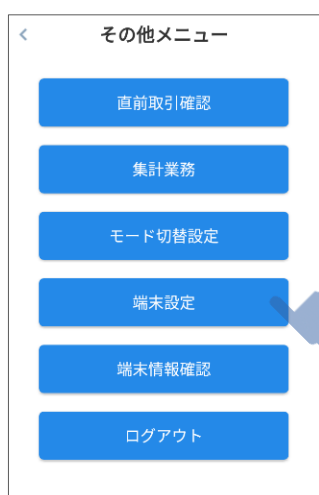 その他メニュー
直前取引確認
集計業務
モード切替設定
端末設定
端末情報確認
ログアウト